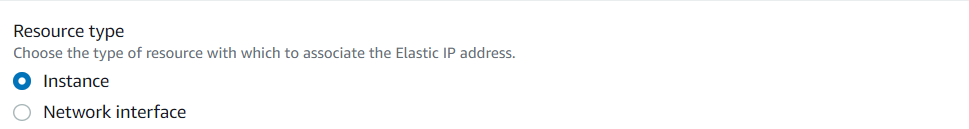 Resource type
Choose the type of resource with which to associate the Elastic IP address.
Instance
Network interface